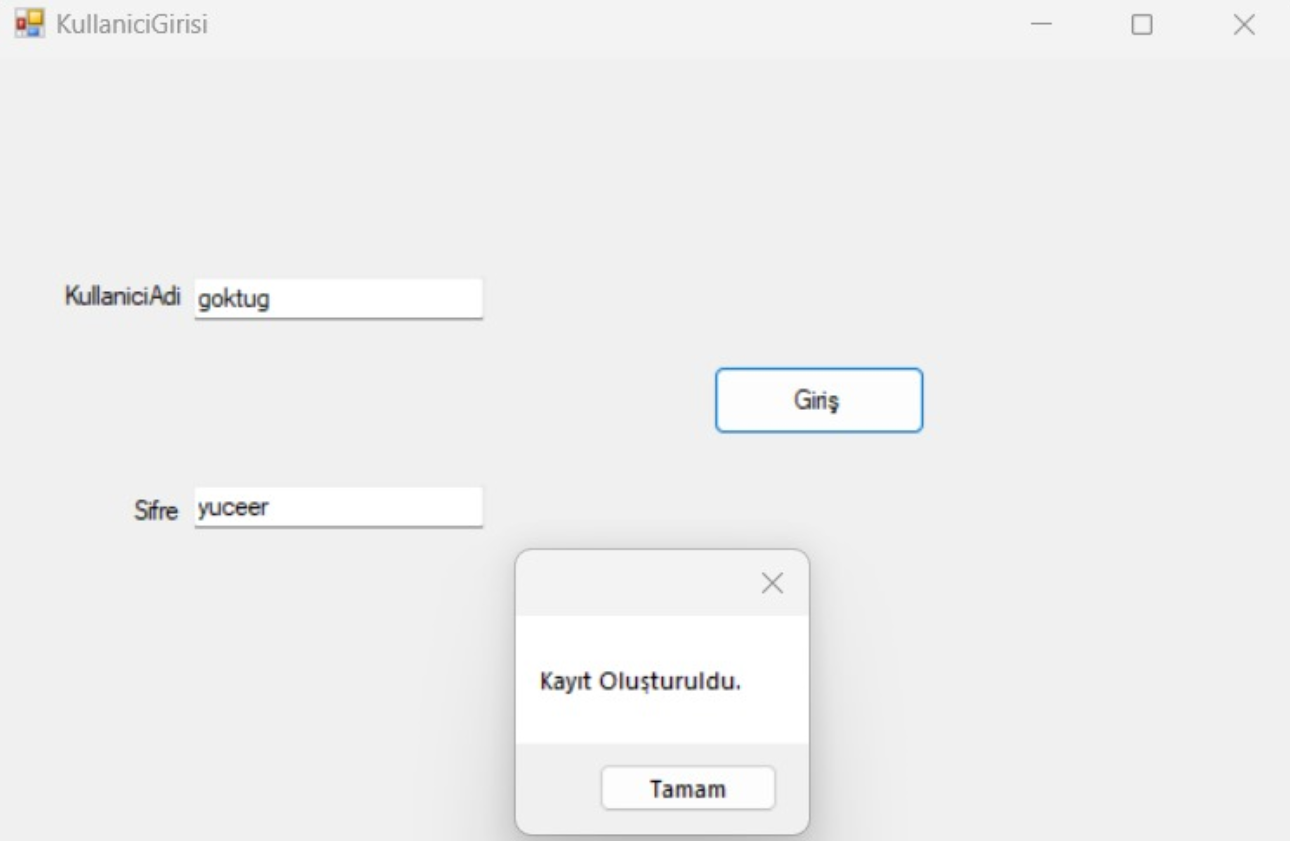 KullaniciGirisi
KullaniciAdi goktug
Giriş
Sifre yuceer
Kayıt Oluşturuldu.
Tamam